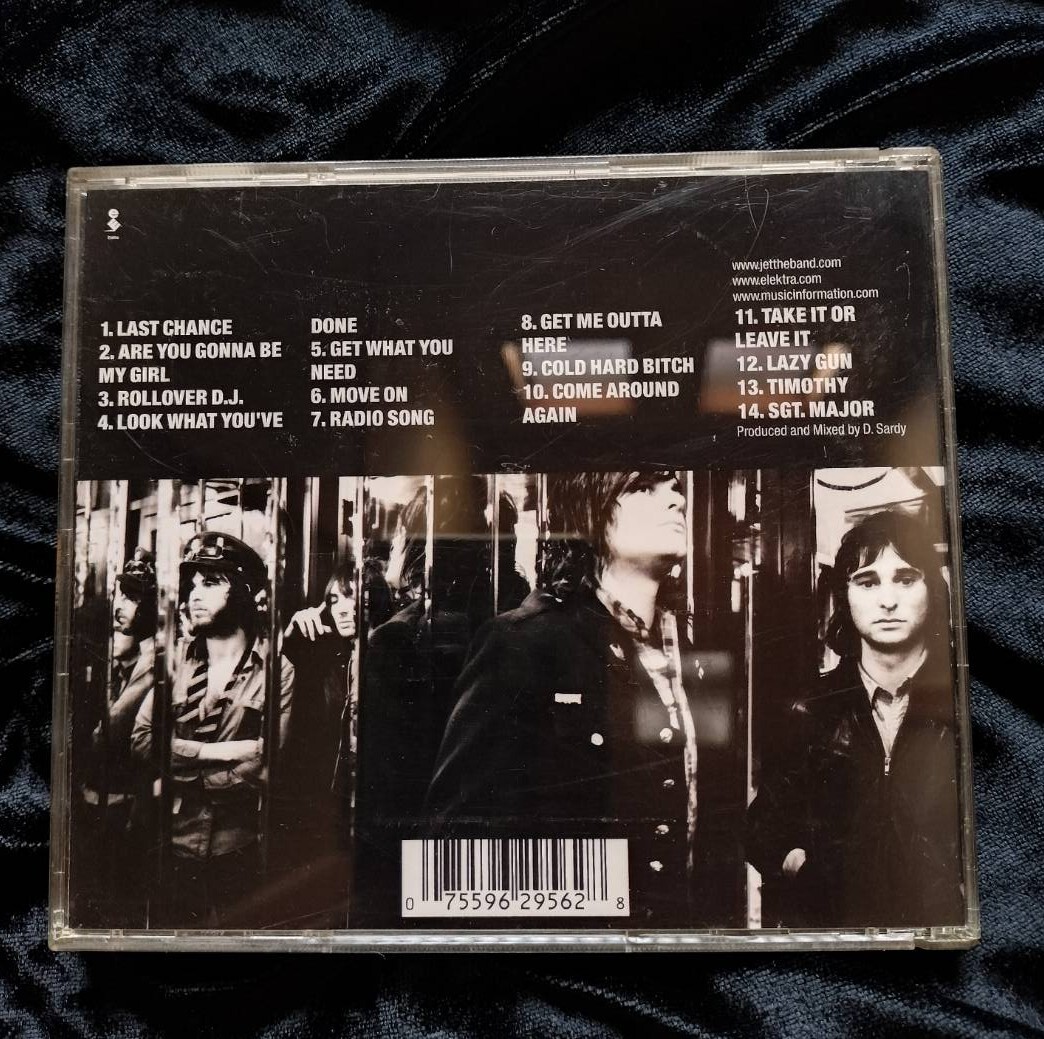 1. LAST CHANCE
2. ARE YOU GONNA BE
MY GIRL
3. ROLLOVER D.J.
4. LOOK WHAT YOU'VE
DONE
5. GET WHAT YOU
NEED
6. MOVE ON
7. RADIO SONG
8. GET ME OUTTA
HERE
9. COLD HARD BITCH
10. COME AROUND
AGAIN
www.jettheband.com
www.elektra.com
www.musicinformation.com
11. TAKE IT OR
LEAVE IT
12. LAZY GUN
13. TIMOTHY
14. SGT. MAJOR
Produced and Mixed by D. Sardy
0 75596 29562 8